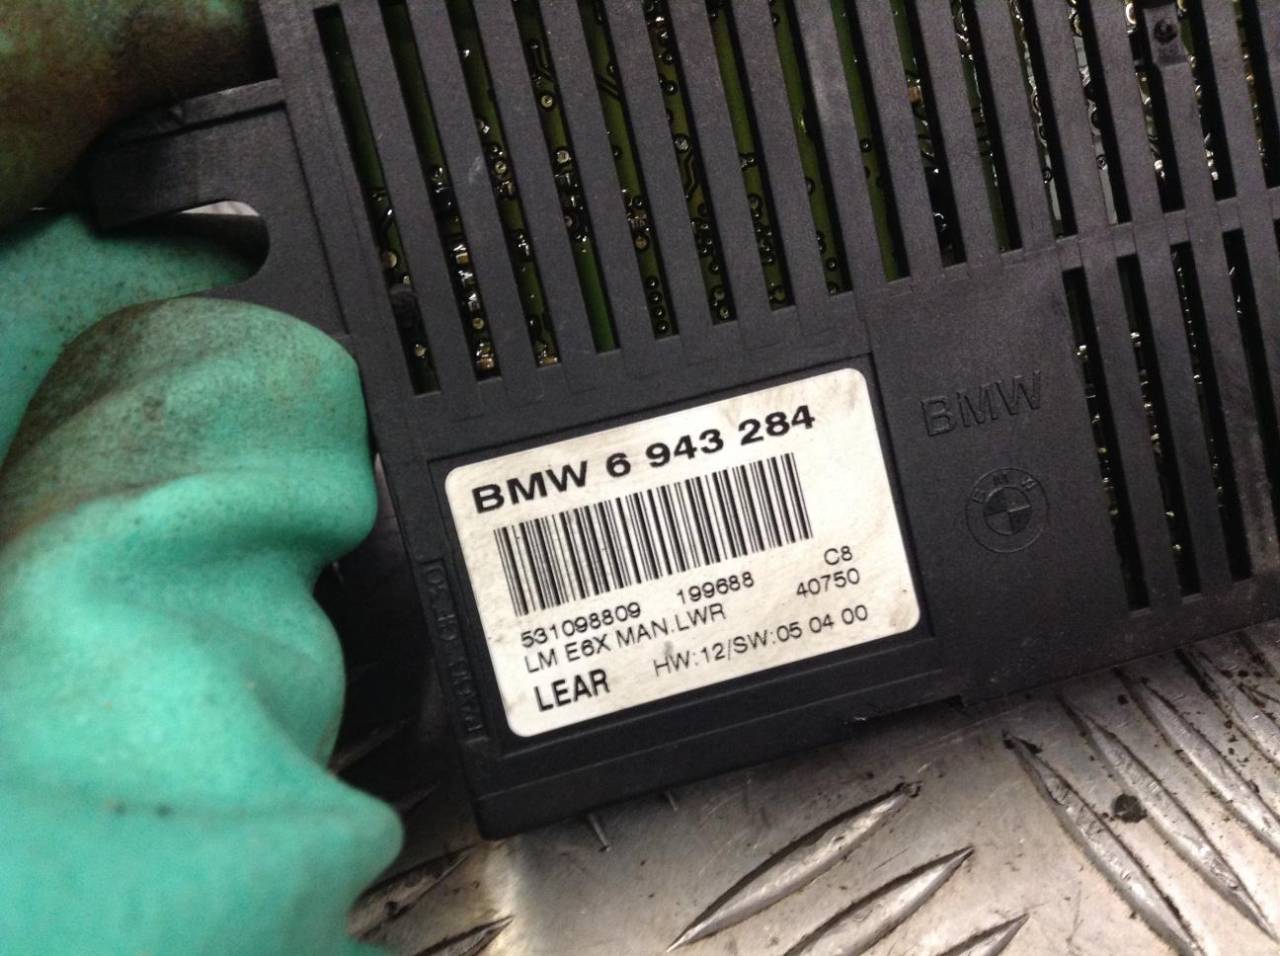 BMW 6 943 284
531098809 199688 C8
LM E6X MAN.LWR 40750
LEAR HW:12/SW:05 04 00
BMW
BMW